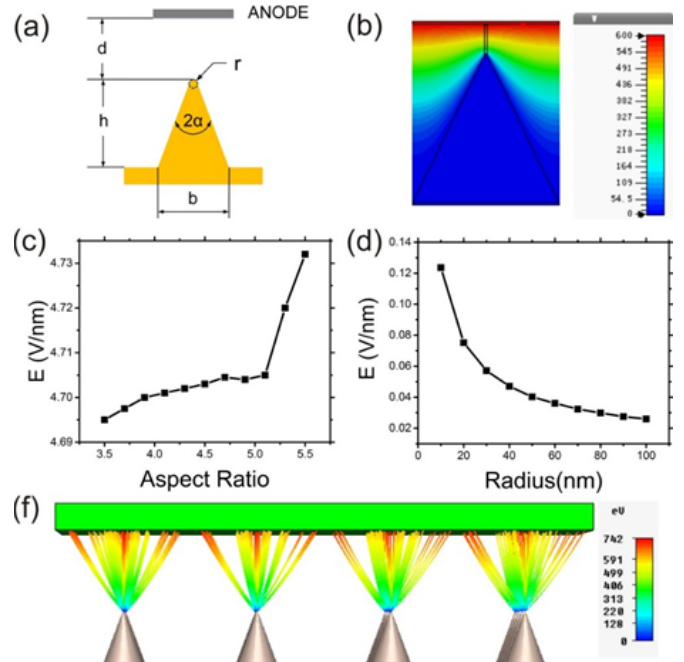 (a)
ANODE
d
r
h
2α
b
(b)
600
545
491
436
382
327
273
218
164
109
54.5
0
(c)
E (V/nm)
4.73
4.72
4.71
4.70
4.69
3.5 4.0 4.5 5.0 5.5
Aspect Ratio
(d)
E (V/nm)
0.14
0.12
0.10
0.08
0.06
0.04
0.02
0 20 40 60 80 100
Radius(nm)
(f)
eV
742
591
499
406
313
220
128
0